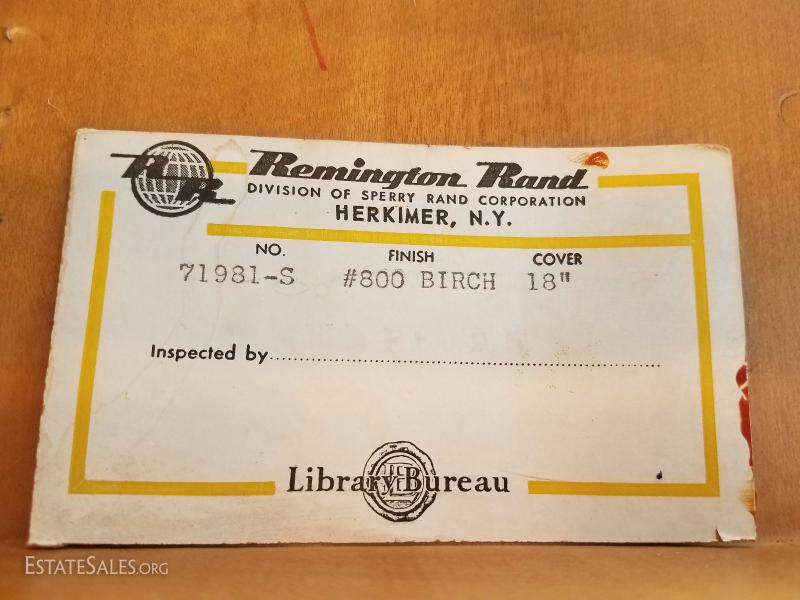 RR Remington Rand
DIVISION OF SPERRY RAND CORPORATION
HERKIMER, N.Y.
NO. FINISH COVER
71981-S #800 BIRCH 18"
Inspected by........................................................................
Library Bureau
ESTATESALES.ORG